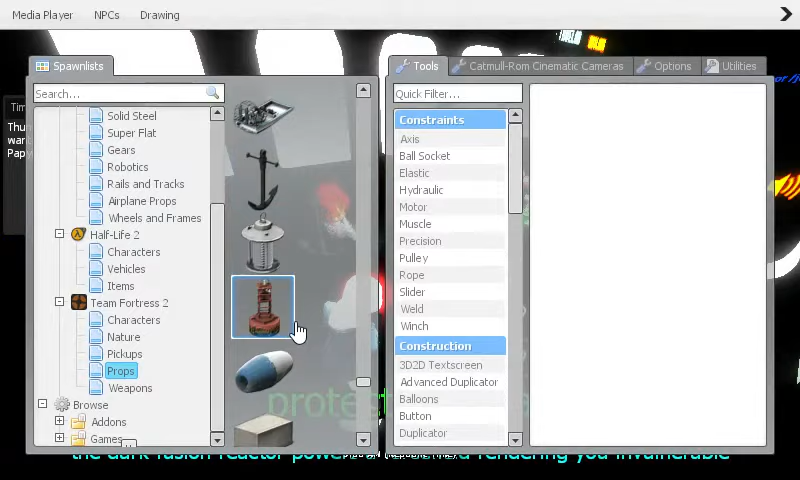 Media Player
NPCs
Drawing
Spawnlists
Search...
Solid Steel
Super Flat
Gears
Robotics
Rails and Tracks
Airplane Props
Wheels and Frames
Half-Life 2
Characters
Vehicles
Items
Team Fortress 2
Characters
Nature
Pickups
Props
Weapons
Browse
Addons
Games
Tools
Catmull-Rom Cinematic Cameras
Options
Utilities
Quick Filter...
Constraints
Axis
Ball Socket
Elastic
Hydraulic
Motor
Muscle
Precision
Pulley
Rope
Slider
Weld
Winch
Construction
3D2D Textscreen
Advanced Duplicator
Balloons
Button
Duplicator
the dark fusion reactor
rendering you invulnerable